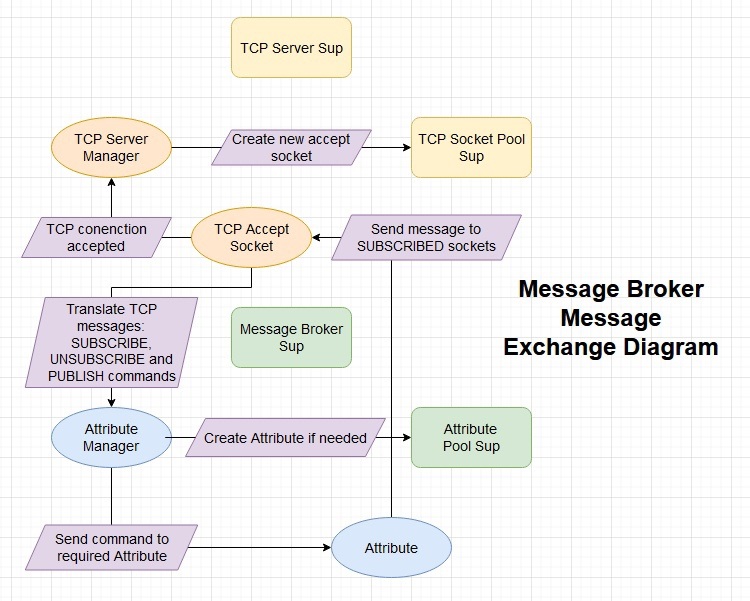 TCP Server Sup
TCP Server
Manager
Create new accept
socket
TCP Socket Pool
Sup
TCP conenction
accepted
TCP Accept
Socket
Send message to
SUBSCRIBED sockets
Message Broker
Message
Exchange Diagram
Translate TCP
messages:
SUBSCRIBE,
UNSUBSCRIBE and
PUBLISH commands
Message Broker
Sup
Attribute
Manager
Create Attribute if needed
Attribute
Pool Sup
Send command to
required Attribute
Attribute